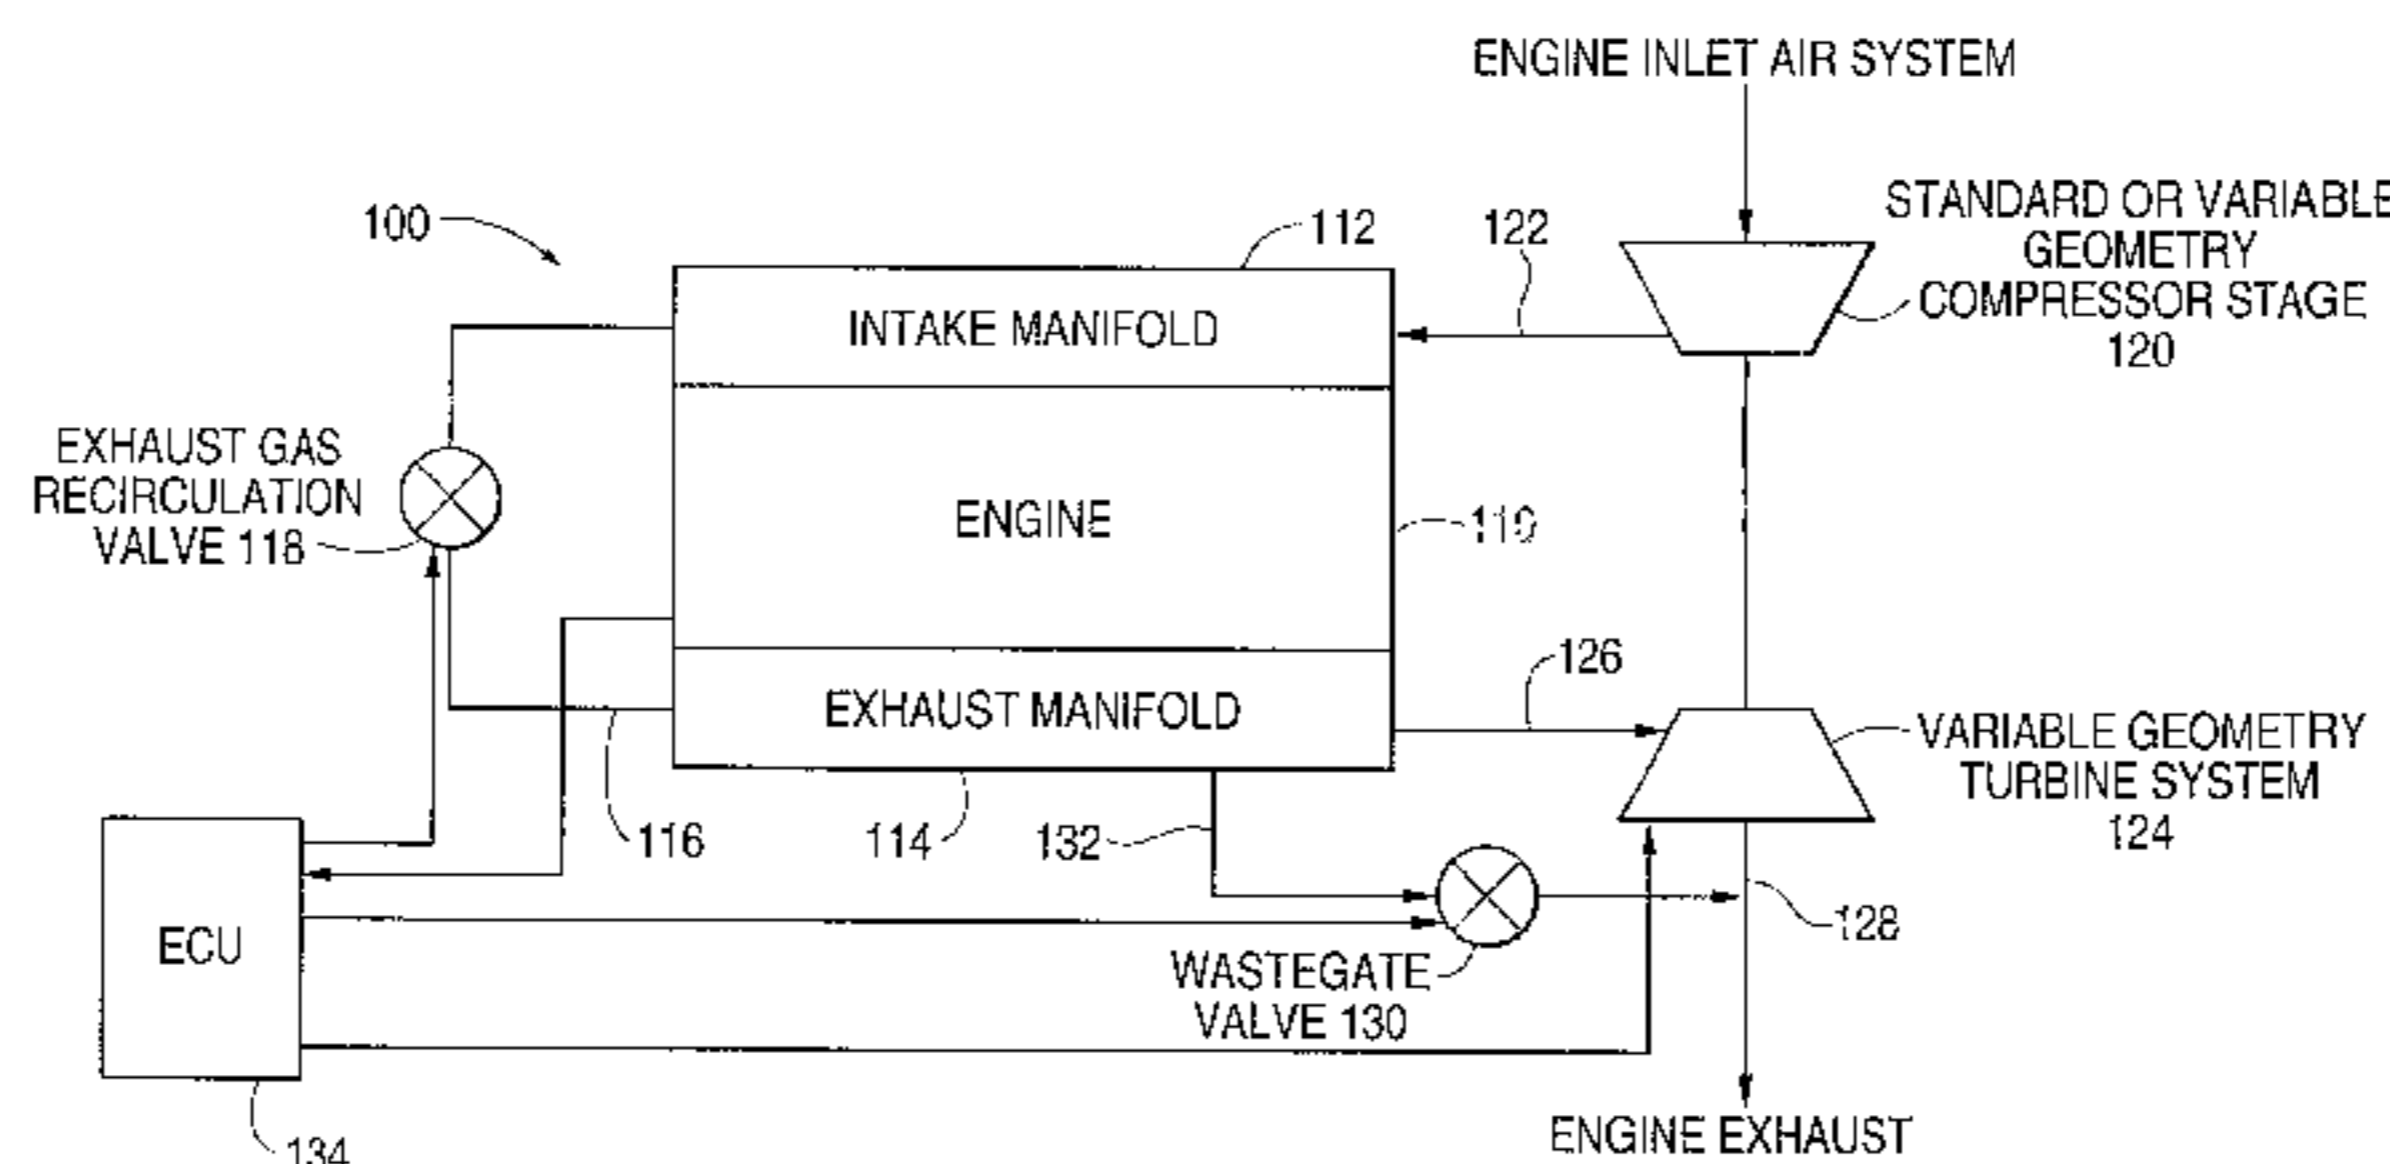 ENGINE INLET AIR SYSTEM
STANDARD OR VARIABLE
GEOMETRY
COMPRESSOR STAGE
120
100
112
122
INTAKE MANIFOLD
EXHAUST GAS
RECIRCULATION
VALVE 118
ENGINE
110
126
EXHAUST MANIFOLD
VARIABLE GEOMETRY
TURBINE SYSTEM
124
116
114
132
ECU
128
WASTEGATE
VALVE 130
134
ENGINE EXHAUST